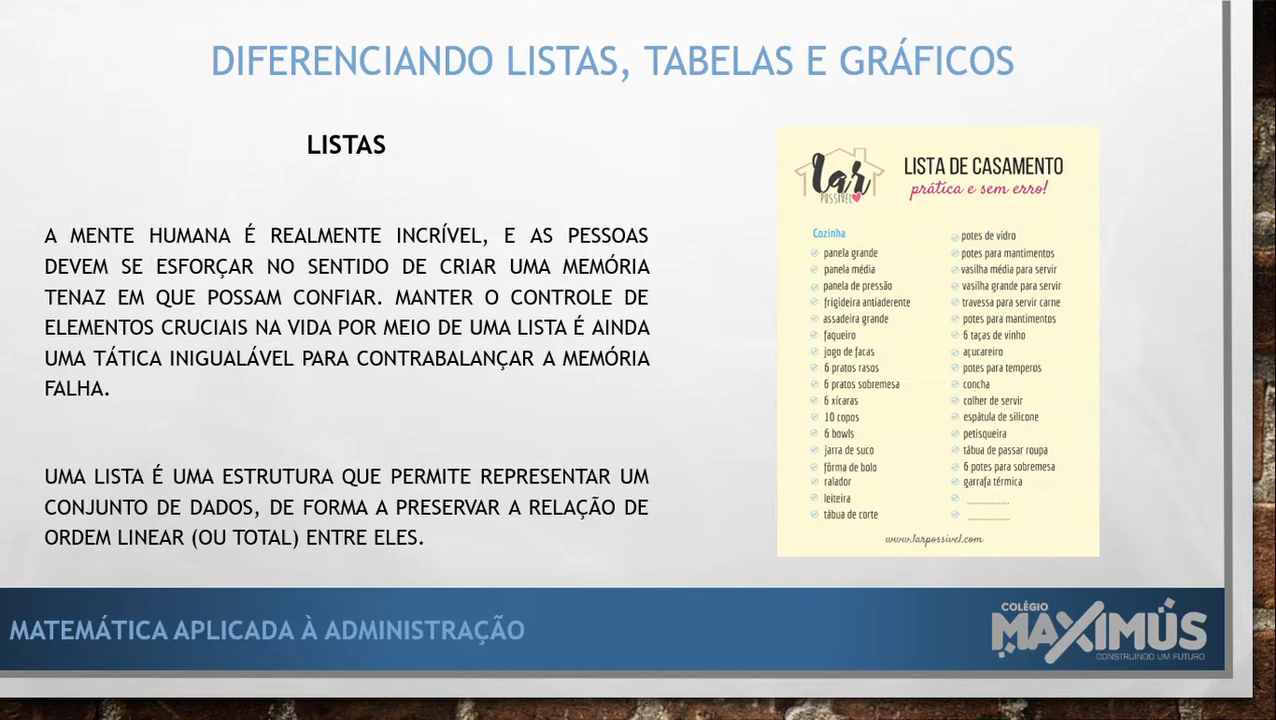 DIFERENCIANDO LISTAS, TABELAS E GRÁFICOS
LISTAS
A MENTE HUMANA É REALMENTE INCRÍVEL, E AS PESSOAS
DEVEM SE ESFORÇAR NO SENTIDO DE CRIAR UMA MEMÓRIA
TENAZ EM QUE POSSAM CONFIAR. MANTER O CONTROLE DE
ELEMENTOS CRUCIAIS NA VIDA POR MEIO DE UMA LISTA É AINDA
UMA TÁTICA INIGUALÁVEL PARA CONTRABALANÇAR A MEMÓRIA
FALHA.
UMA LISTA É UMA ESTRUTURA QUE PERMITE REPRESENTAR UM
CONJUNTO DE DADOS, DE FORMA A PRESERVAR A RELAÇÃO DE
ORDEM LINEAR (OU TOTAL) ENTRE ELES.
lar
POSSÍVEL
LISTA DE CASAMENTO
prática e sem erro!
Cozinha
panela grande
panela média
panela de pressão
frigideira antiaderente
assadeira grande
faqueiro
jogo de facas
6 pratos rasos
6 pratos sobremesa
6 xícaras
10 copos
6 bowls
jarra de suco
fôrma de bolo
ralador
leiteira
tábua de corte
potes de vidro
potes para mantimentos
vasilha média para servir
vasilha grande para servir
travessa para servir carne
potes para mantimentos
6 taças de vinho
açucareiro
potes para temperos
concha
colher de servir
espátula de silicone
petisqueira
tábua de passar roupa
6 potes para sobremesa
garrafa térmica
....................
....................
www.larpossivel.com
MATEMÁTICA APLICADA À ADMINISTRAÇÃO
COLÉGIO
MAXIMUS
CONSTRUINDO UM FUTURO